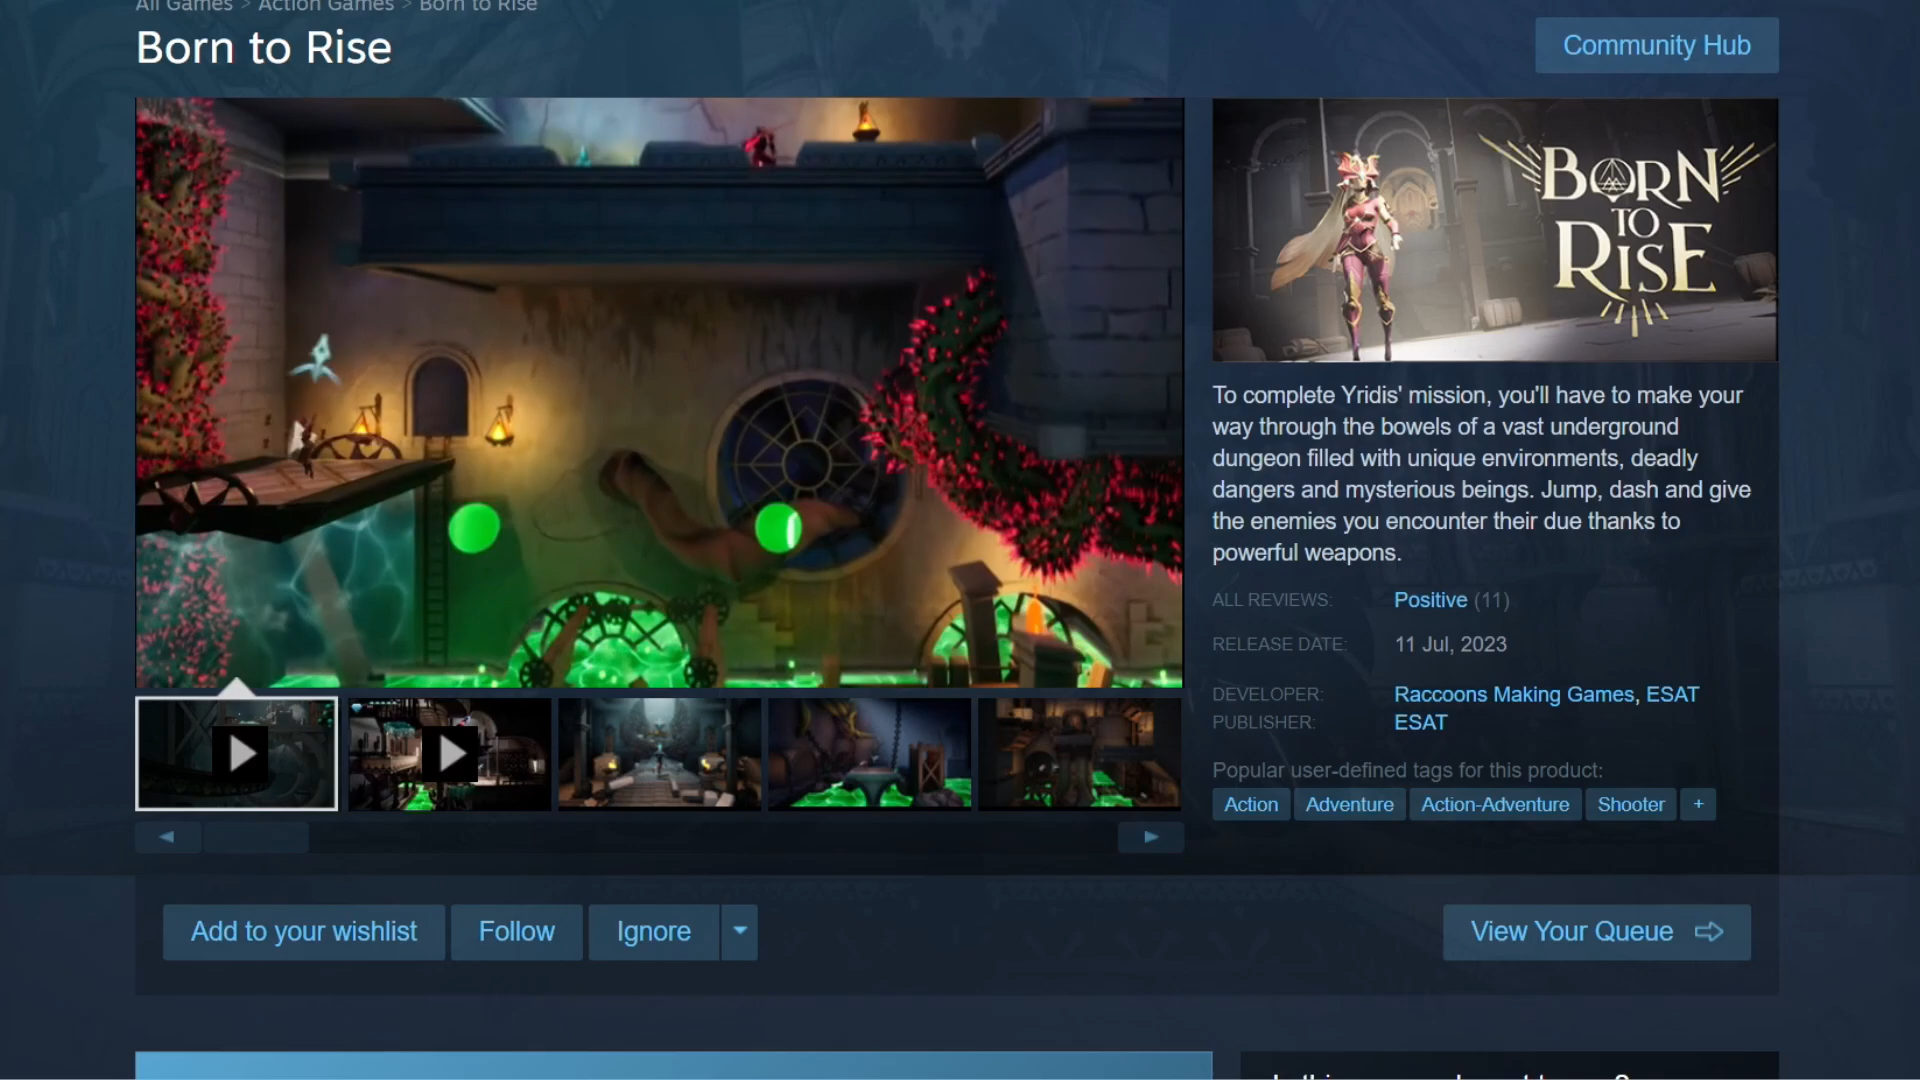 All Games > Action Games > Born to Rise
Born to Rise
Community Hub
BORN
TO
RISE
To complete Yridis' mission, you'll have to make your
way through the bowels of a vast underground
dungeon filled with unique environments, deadly
dangers and mysterious beings. Jump, dash and give
the enemies you encounter their due thanks to
powerful weapons.
ALL REVIEWS: Positive (11)
RELEASE DATE: 11 Jul, 2023
DEVELOPER: Raccoons Making Games, ESAT
PUBLISHER: ESAT
Popular user-defined tags for this product:
Action Adventure Action-Adventure Shooter +
Add to your wishlist Follow Ignore View Your Queue